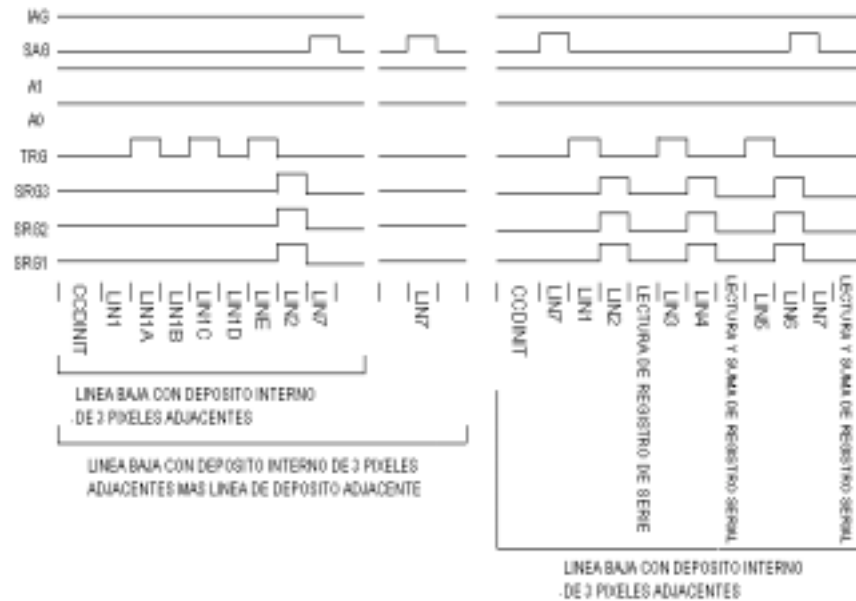 IAG
SAG
A1
A0
TRG
SRG3
SRG2
SRG1
CCDINIT
LIN1
LIN1A
LIN1B
LIN1C
LIN1D
LINE
LIN2
LIN7
LIN7
CCDINIT
LIN7
LIN1
LIN2
LECTURA DE REGISTRO DE SERIE
LIN3
LIN4
LECTURA Y SUMA DE REGISTRO SERIAL
LIN5
LIN6
LIN7
LECTURA Y SUMA DE REGISTRO SERIAL
LINEA BAJA CON DEPOSITO INTERNO
DE 3 PIXELES ADJACENTES
LINEA BAJA CON DEPOSITO INTERNO DE 3 PIXELES
ADJACENTES MAS LINEA DE DEPOSITO ADJACENTE
LINEA BAJA CON DEPOSITO INTERNO
DE 3 PIXELES ADJACENTES